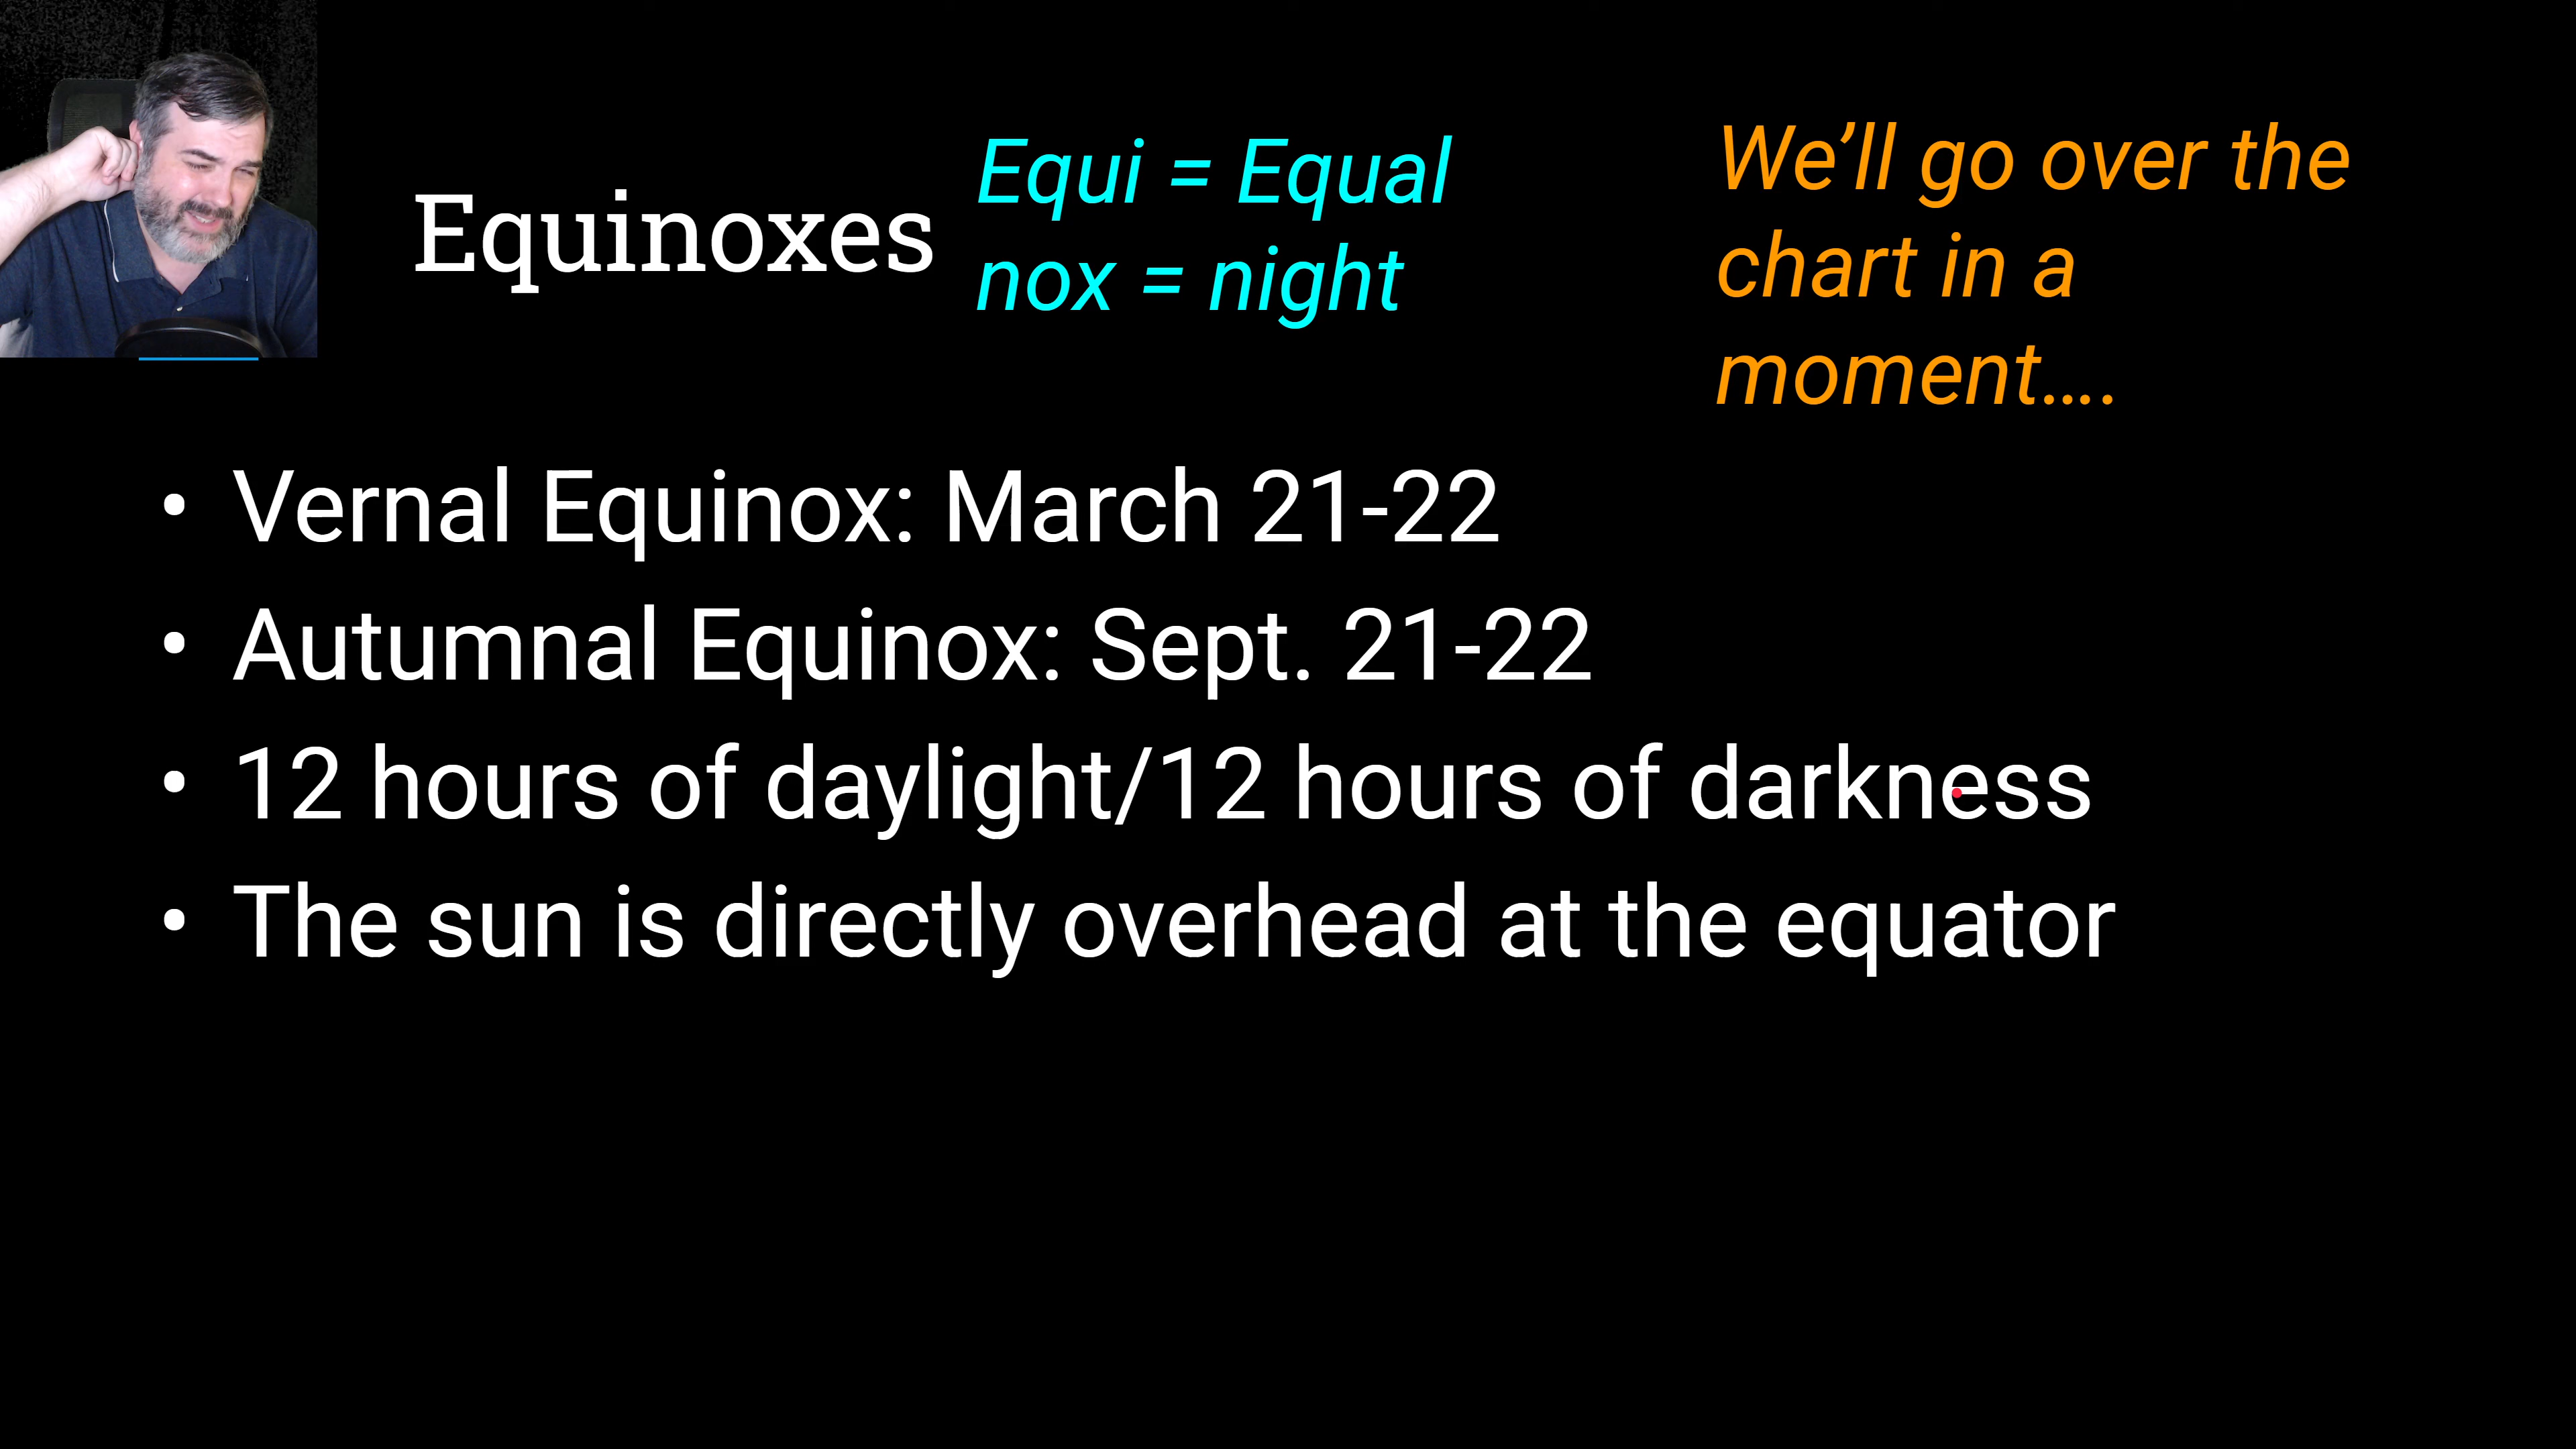 Equinoxes
Equi = Equal
nox = night
We’ll go over the
chart in a
moment....
• Vernal Equinox: March 21-22
• Autumnal Equinox: Sept. 21-22
• 12 hours of daylight/12 hours of darkness
• The sun is directly overhead at the equator